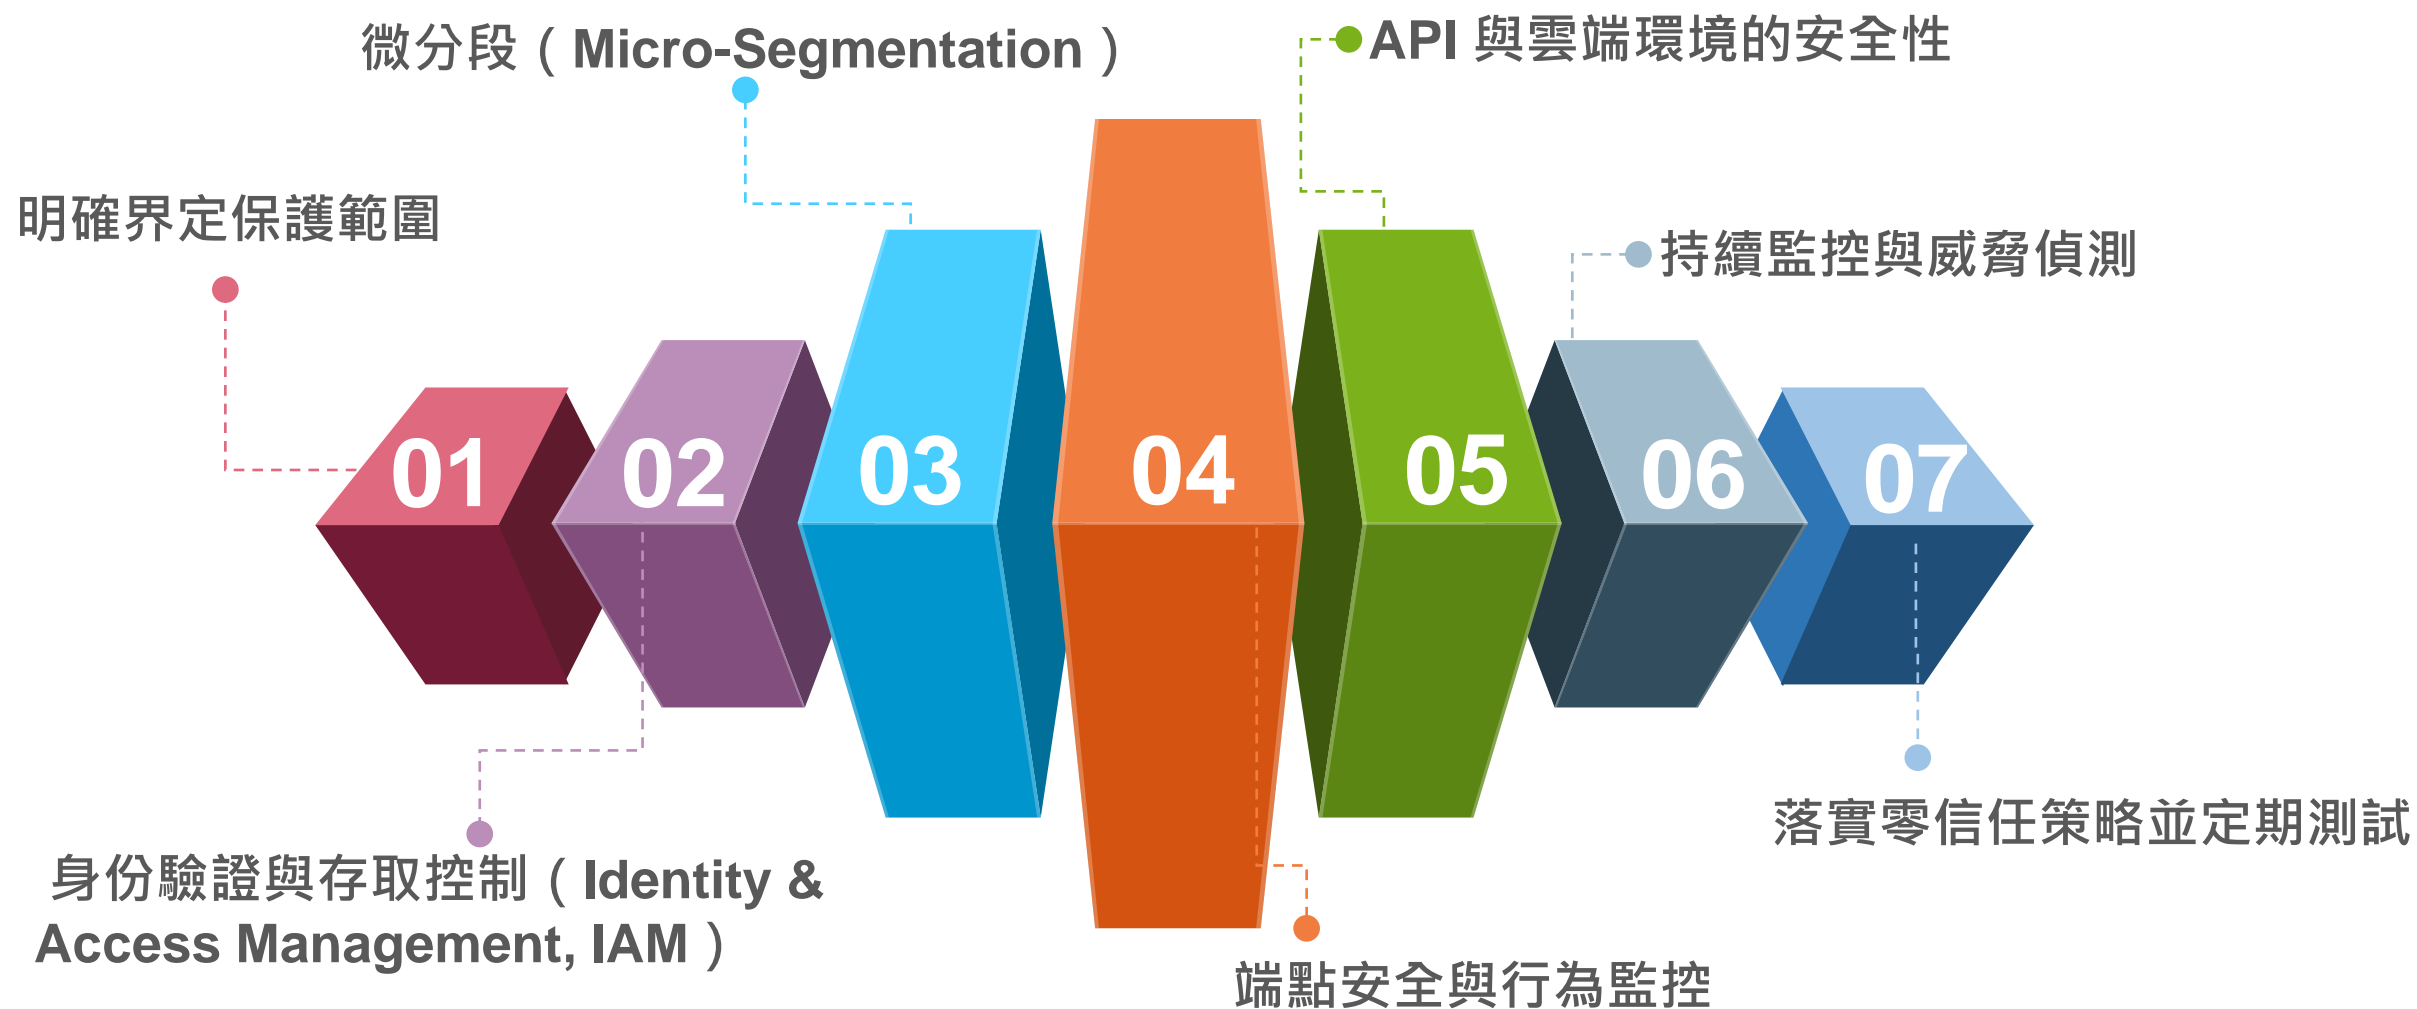 微分段（Micro-Segmentation）
API 與雲端環境的安全性
明確界定保護範圍
持續監控與威脅偵測
01
02
03
04
05
06
07
落實零信任策略並定期測試
身份驗證與存取控制（Identity &
Access Management, IAM）
端點安全與行為監控